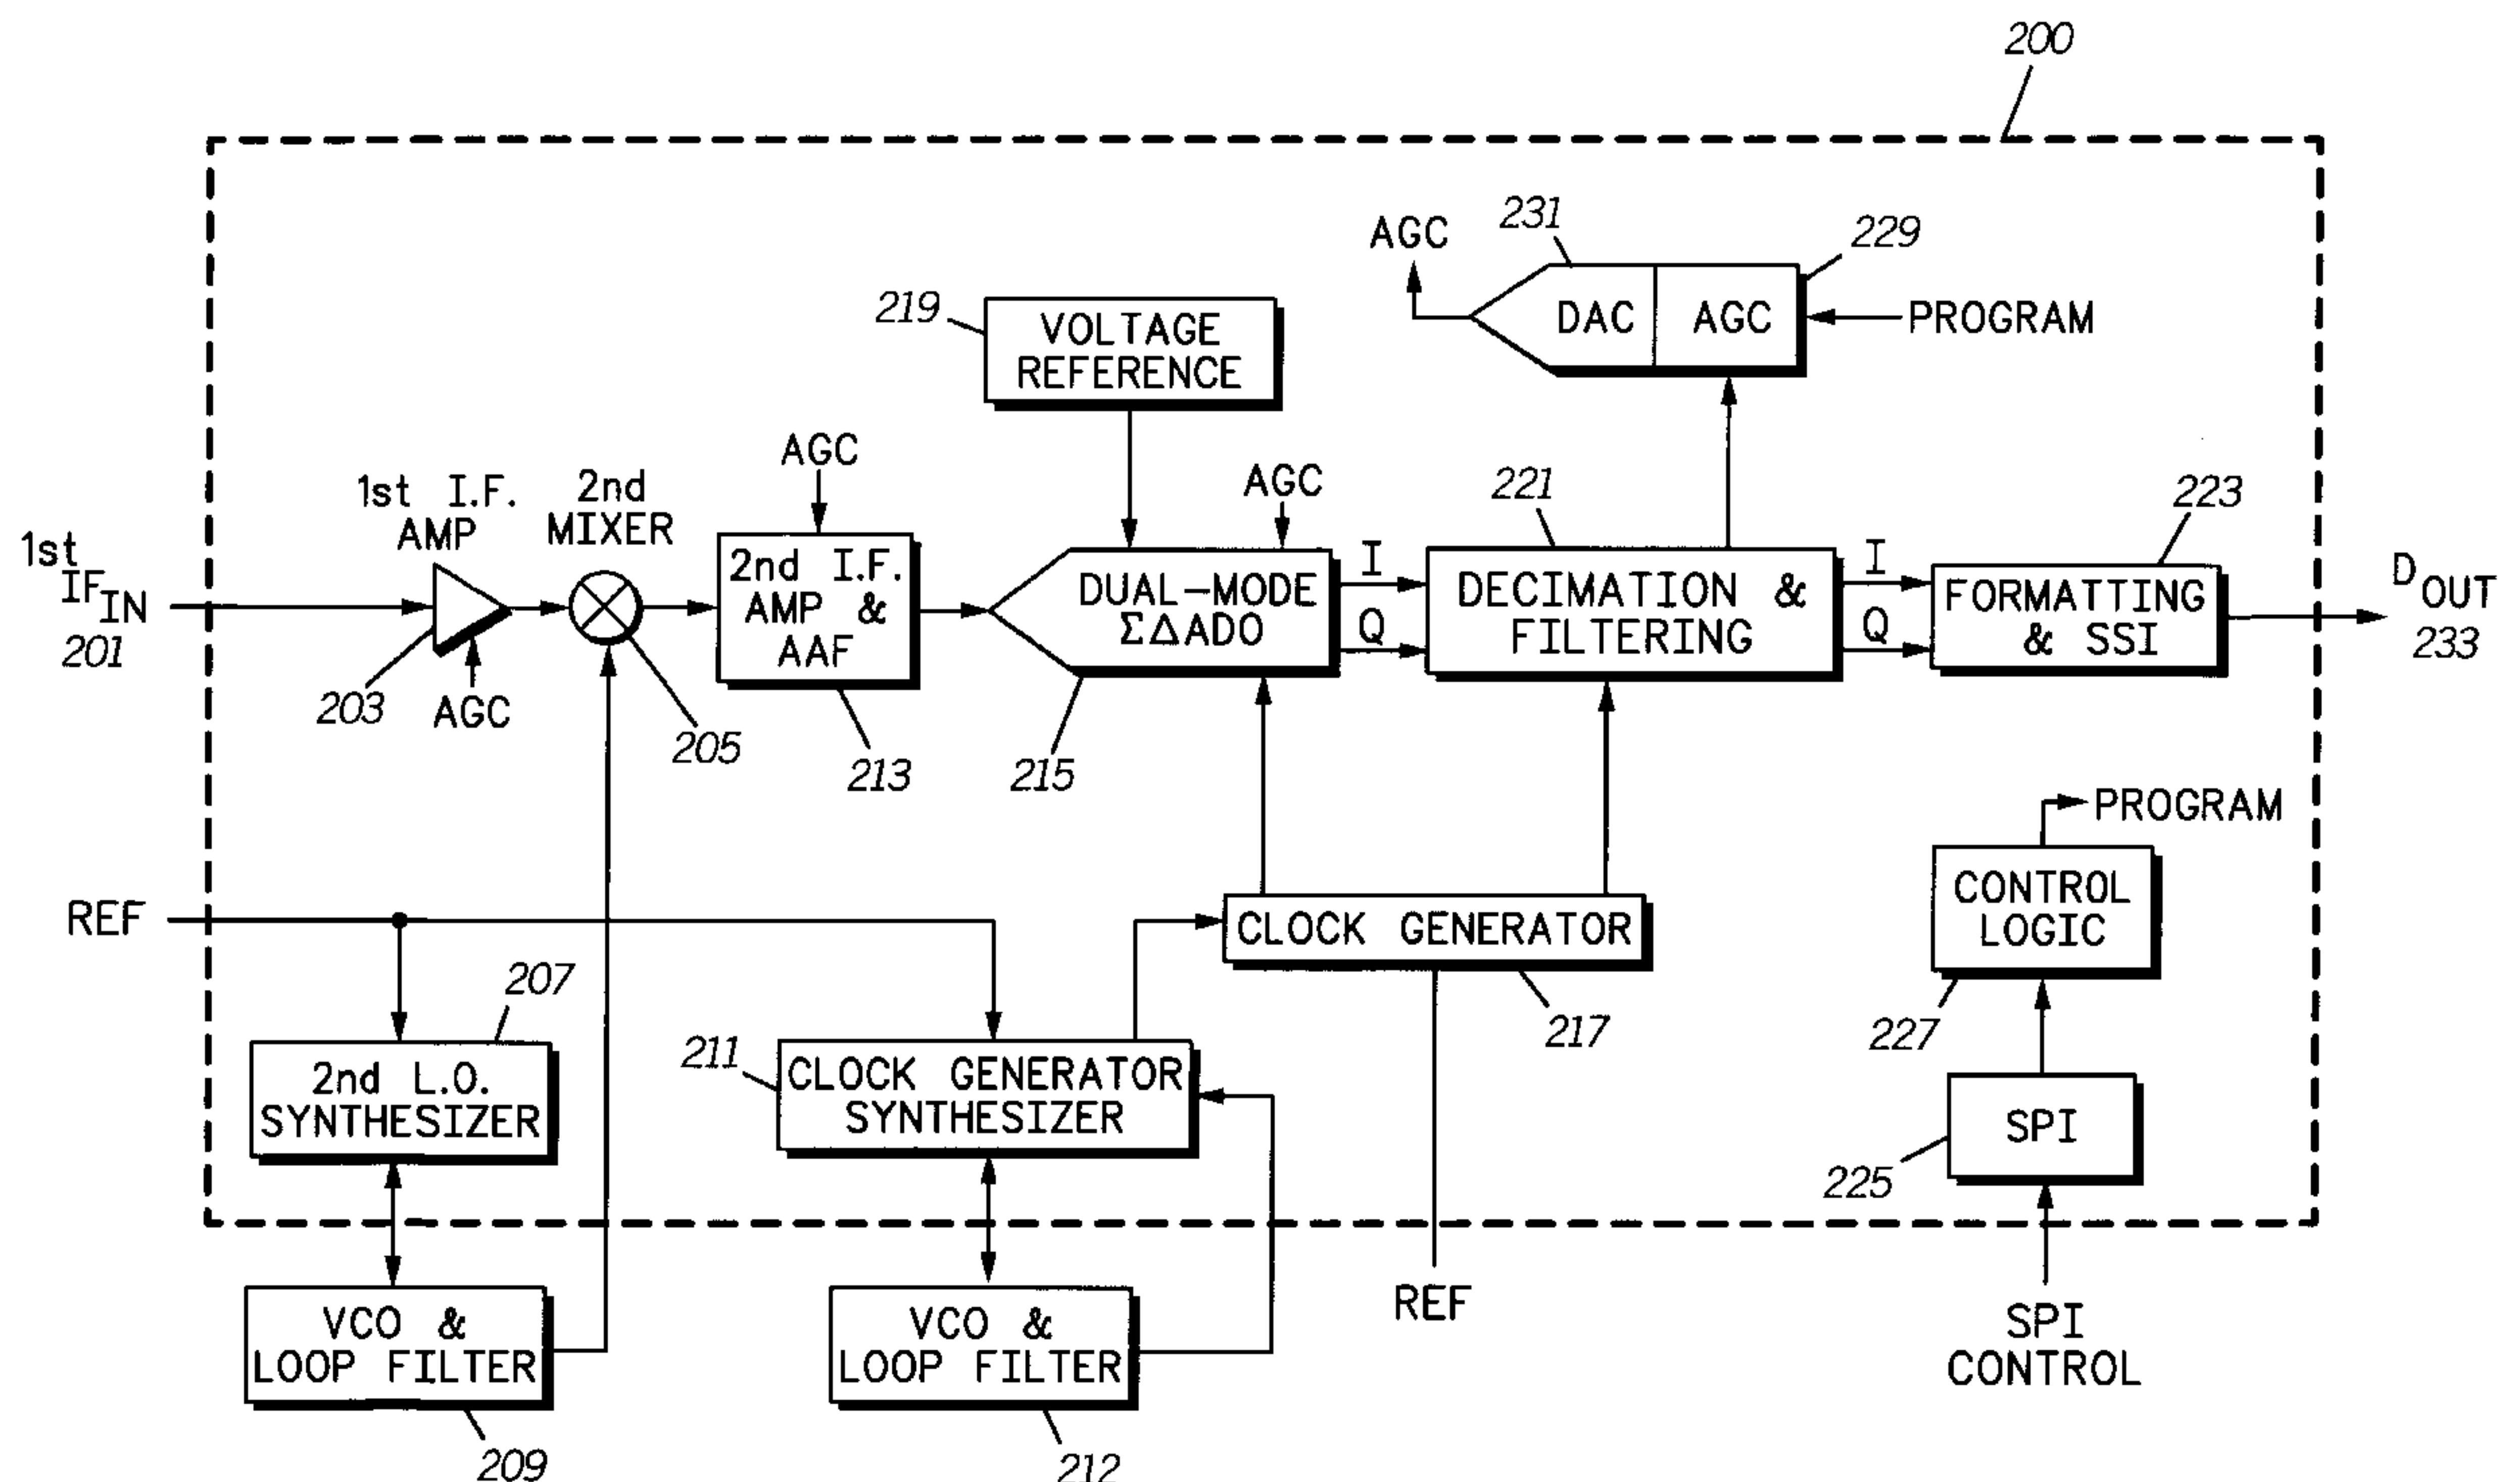 200
231
229
AGC
DAC
AGC
PROGRAM
219
VOLTAGE
REFERENCE
AGC
AGC
1st I.F.
AMP
2nd
MIXER
221
223
1st
IF IN
201
2nd I.F.
AMP &
AAF
DUAL-MODE
ΣΔADO
I
Q
DECIMATION &
FILTERING
I
Q
FORMATTING
& SSI
D OUT
233
203
AGC
205
213
215
PROGRAM
REF
CLOCK GENERATOR
CONTROL
LOGIC
207
217
227
2nd L.O.
SYNTHESIZER
211
CLOCK GENERATOR
SYNTHESIZER
SPI
225
VCO &
LOOP FILTER
VCO &
LOOP FILTER
REF
SPI
CONTROL
209
212